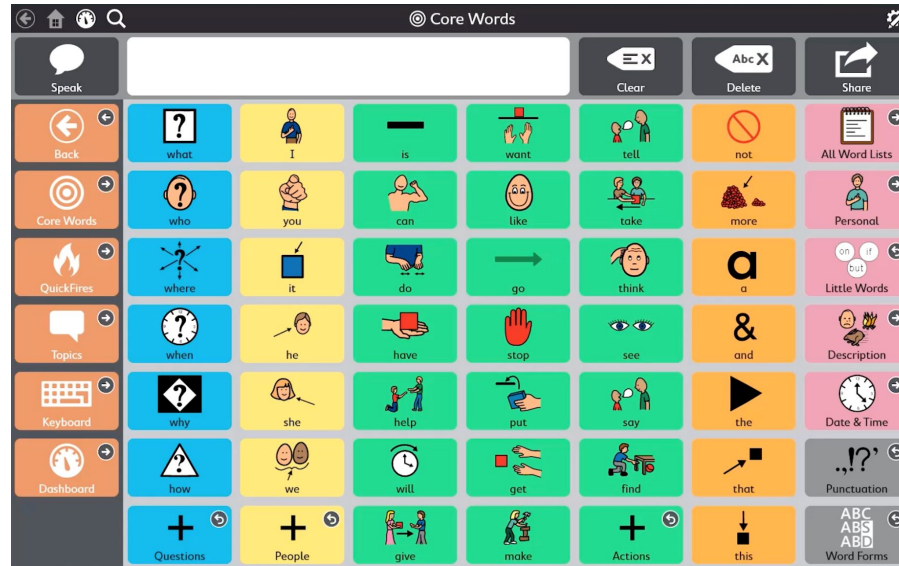 Core Words
Speak
Abc X
Clear
Delete
Share
Back
what
I
is
want
tell
not
All Word Lists
Core Words
who
you
can
like
take
more
Personal
QuickFires
where
it
do
go
think
a
a
on
if
but
Little Words
Topics
when
he
have
stop
see
&
and
Description
Keyboard
why
she
help
put
say
the
Date & Time
Dashboard
how
we
will
get
find
that
.,!?'
Punctuation
Questions
People
give
make
Actions
this
ABC
ABS
ABD
Word Forms